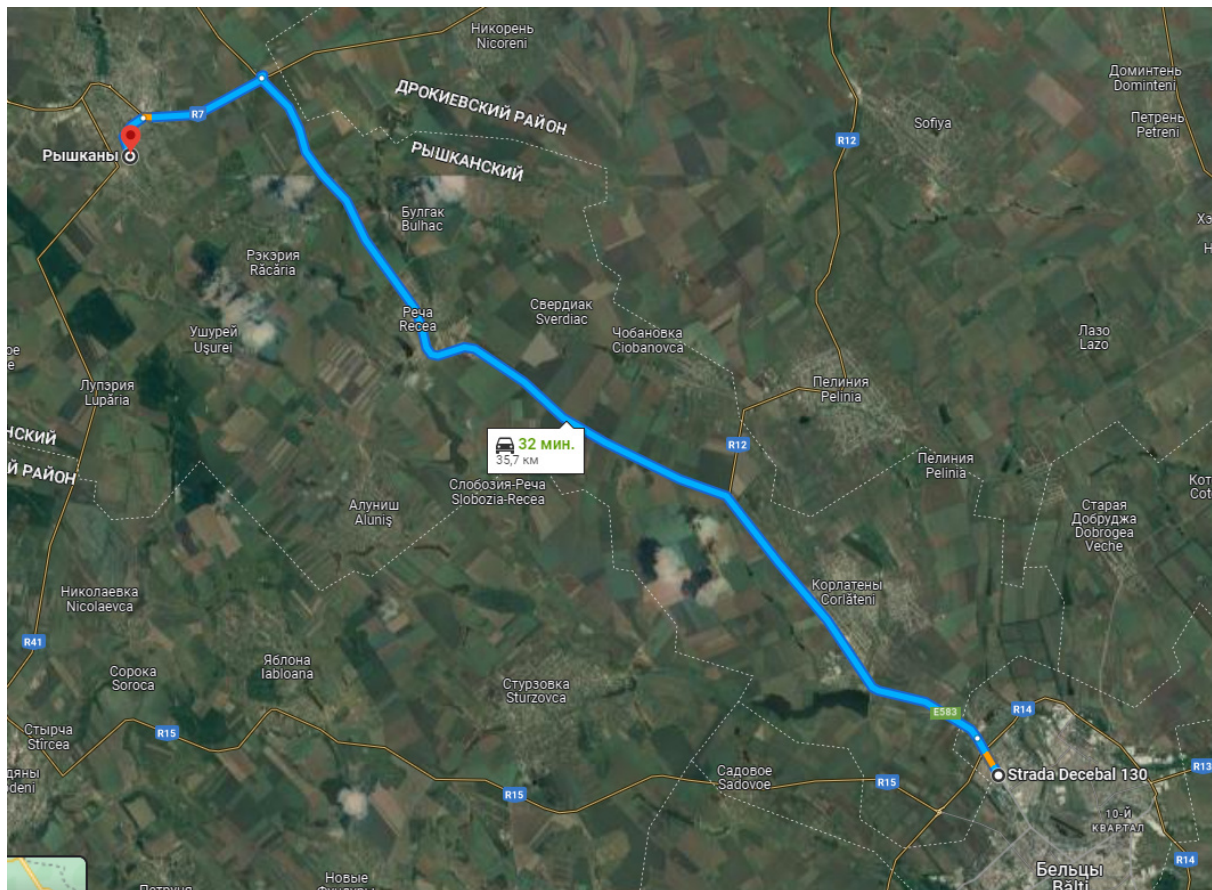 Никорень
Nicoreni
Доминтень
Dominteni
ДРОКИЕВСКИЙ РАЙОН
R7
Sofiya
Петрень
Petreni
R12
Рышканы
РЫШКАНСКИЙ
Булгак
Bulhac
Рэкэрия
Răcăria
Реча
Recea
Свердиак
Sverdiac
Ушурей
Uşurei
Чобановка
Ciobanovca
Лазо
Lazo
Лупэрия
Lupăria
Пелиния
Pelinia
НСКИЙ
Й РАЙОН
32 мин.
35,7 км
R12
Пелиния
Pelinia
Слобозия-Реча
Slobozia-Recea
Алуниш
Aluniş
Старая
Добруджа
Dobrogea
Veche
Николаевка
Nicolaevca
Корлатены
Corlăteni
R41
Яблона
Iabloana
Сорока
Soroca
Стурзовка
Sturzovca
E583
R14
Стырча
Stircea
R15
Садовое
Sadovoe
Strada Decebal 130
R15
R13
R15
10-Й
КВАРТАЛ
R14
Бельцы
Новые